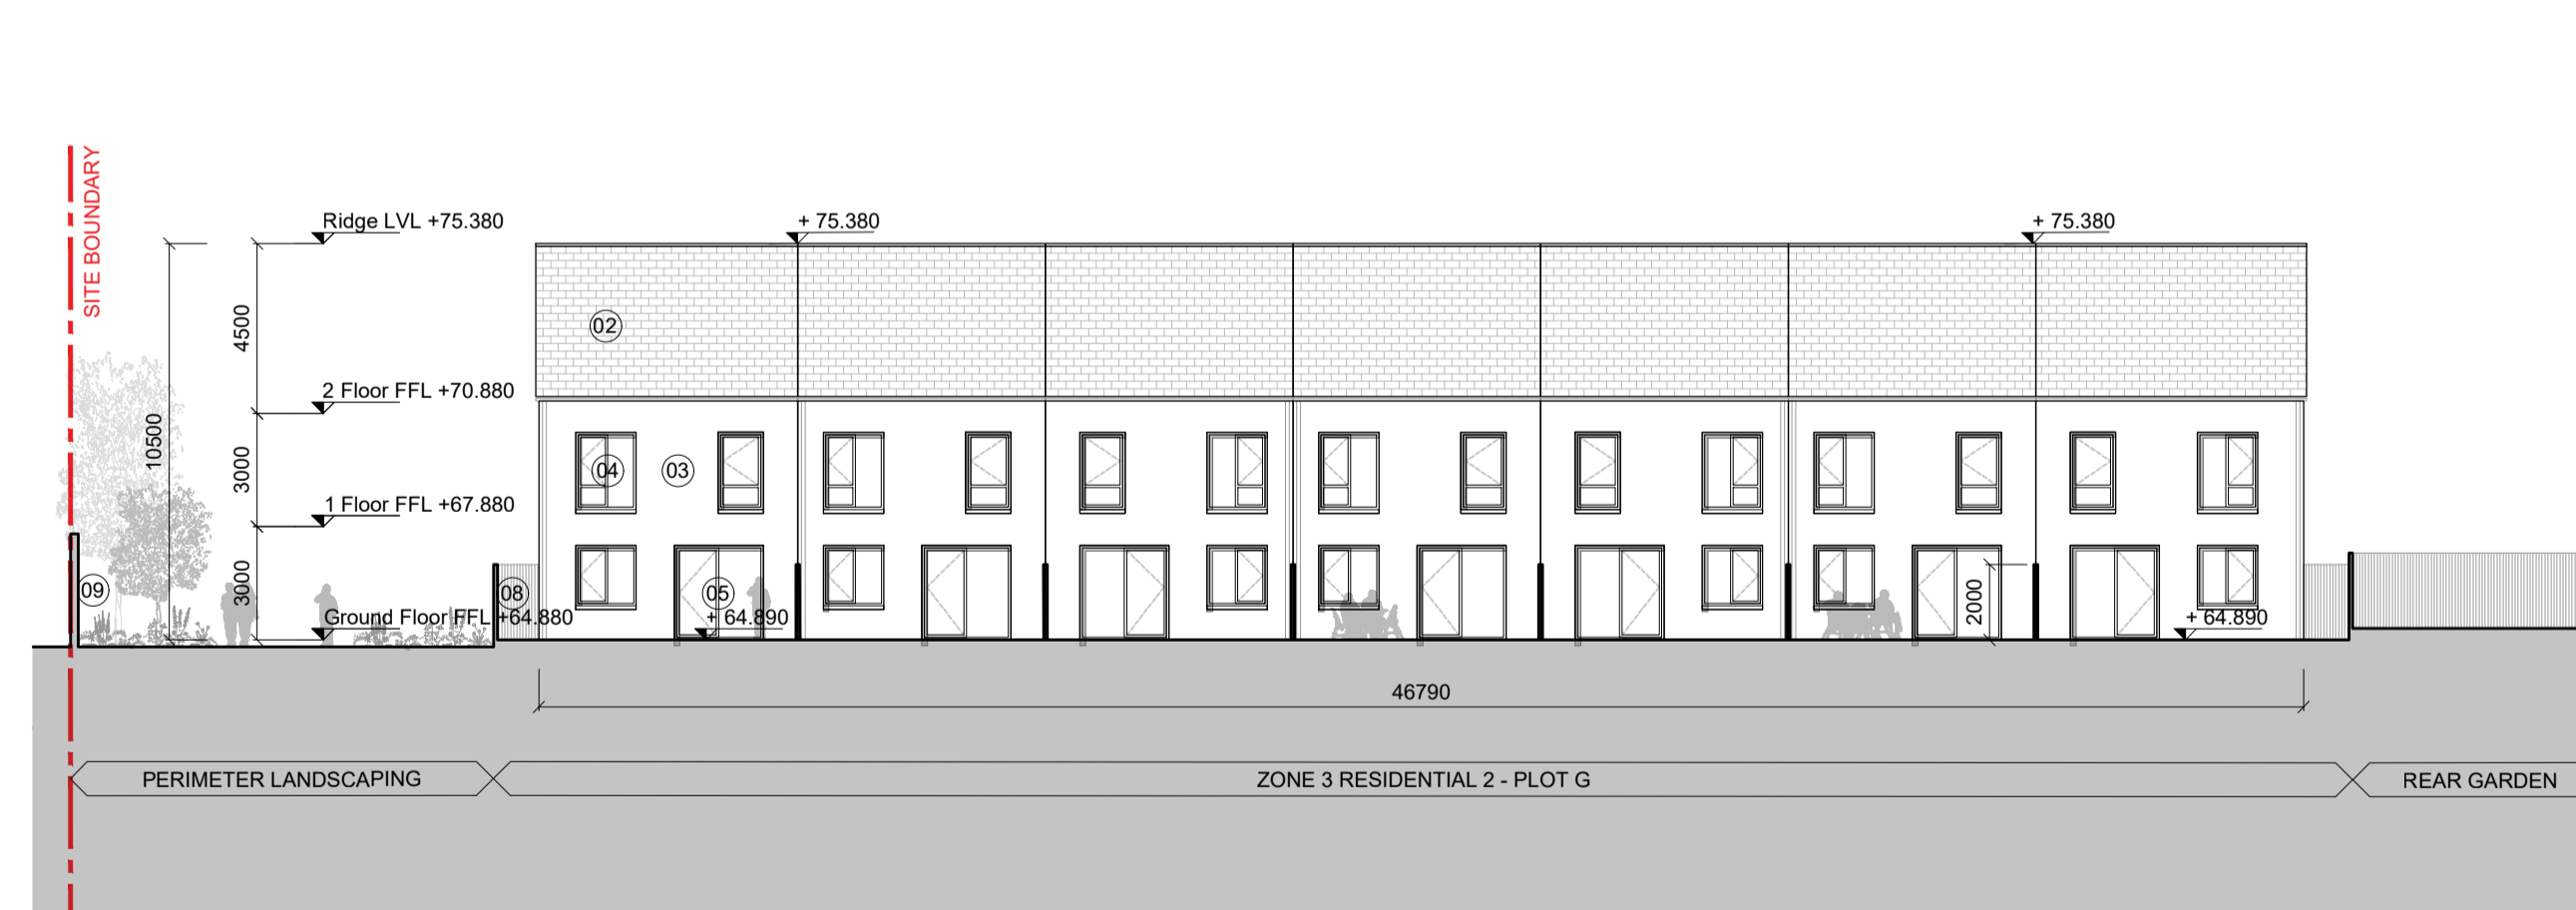 SITE BOUNDARY
Ridge LVL +75.380
+ 75.380
+ 75.380
4500
02
2 Floor FFL +70.880
10500
3000
04
03
1 Floor FFL +67.880
3000
09
08
05
Ground Floor FFL +64.880
+ 64.890
2000
+ 64.890
46790
PERIMETER LANDSCAPING
ZONE 3 RESIDENTIAL 2 - PLOT G
REAR GARDEN